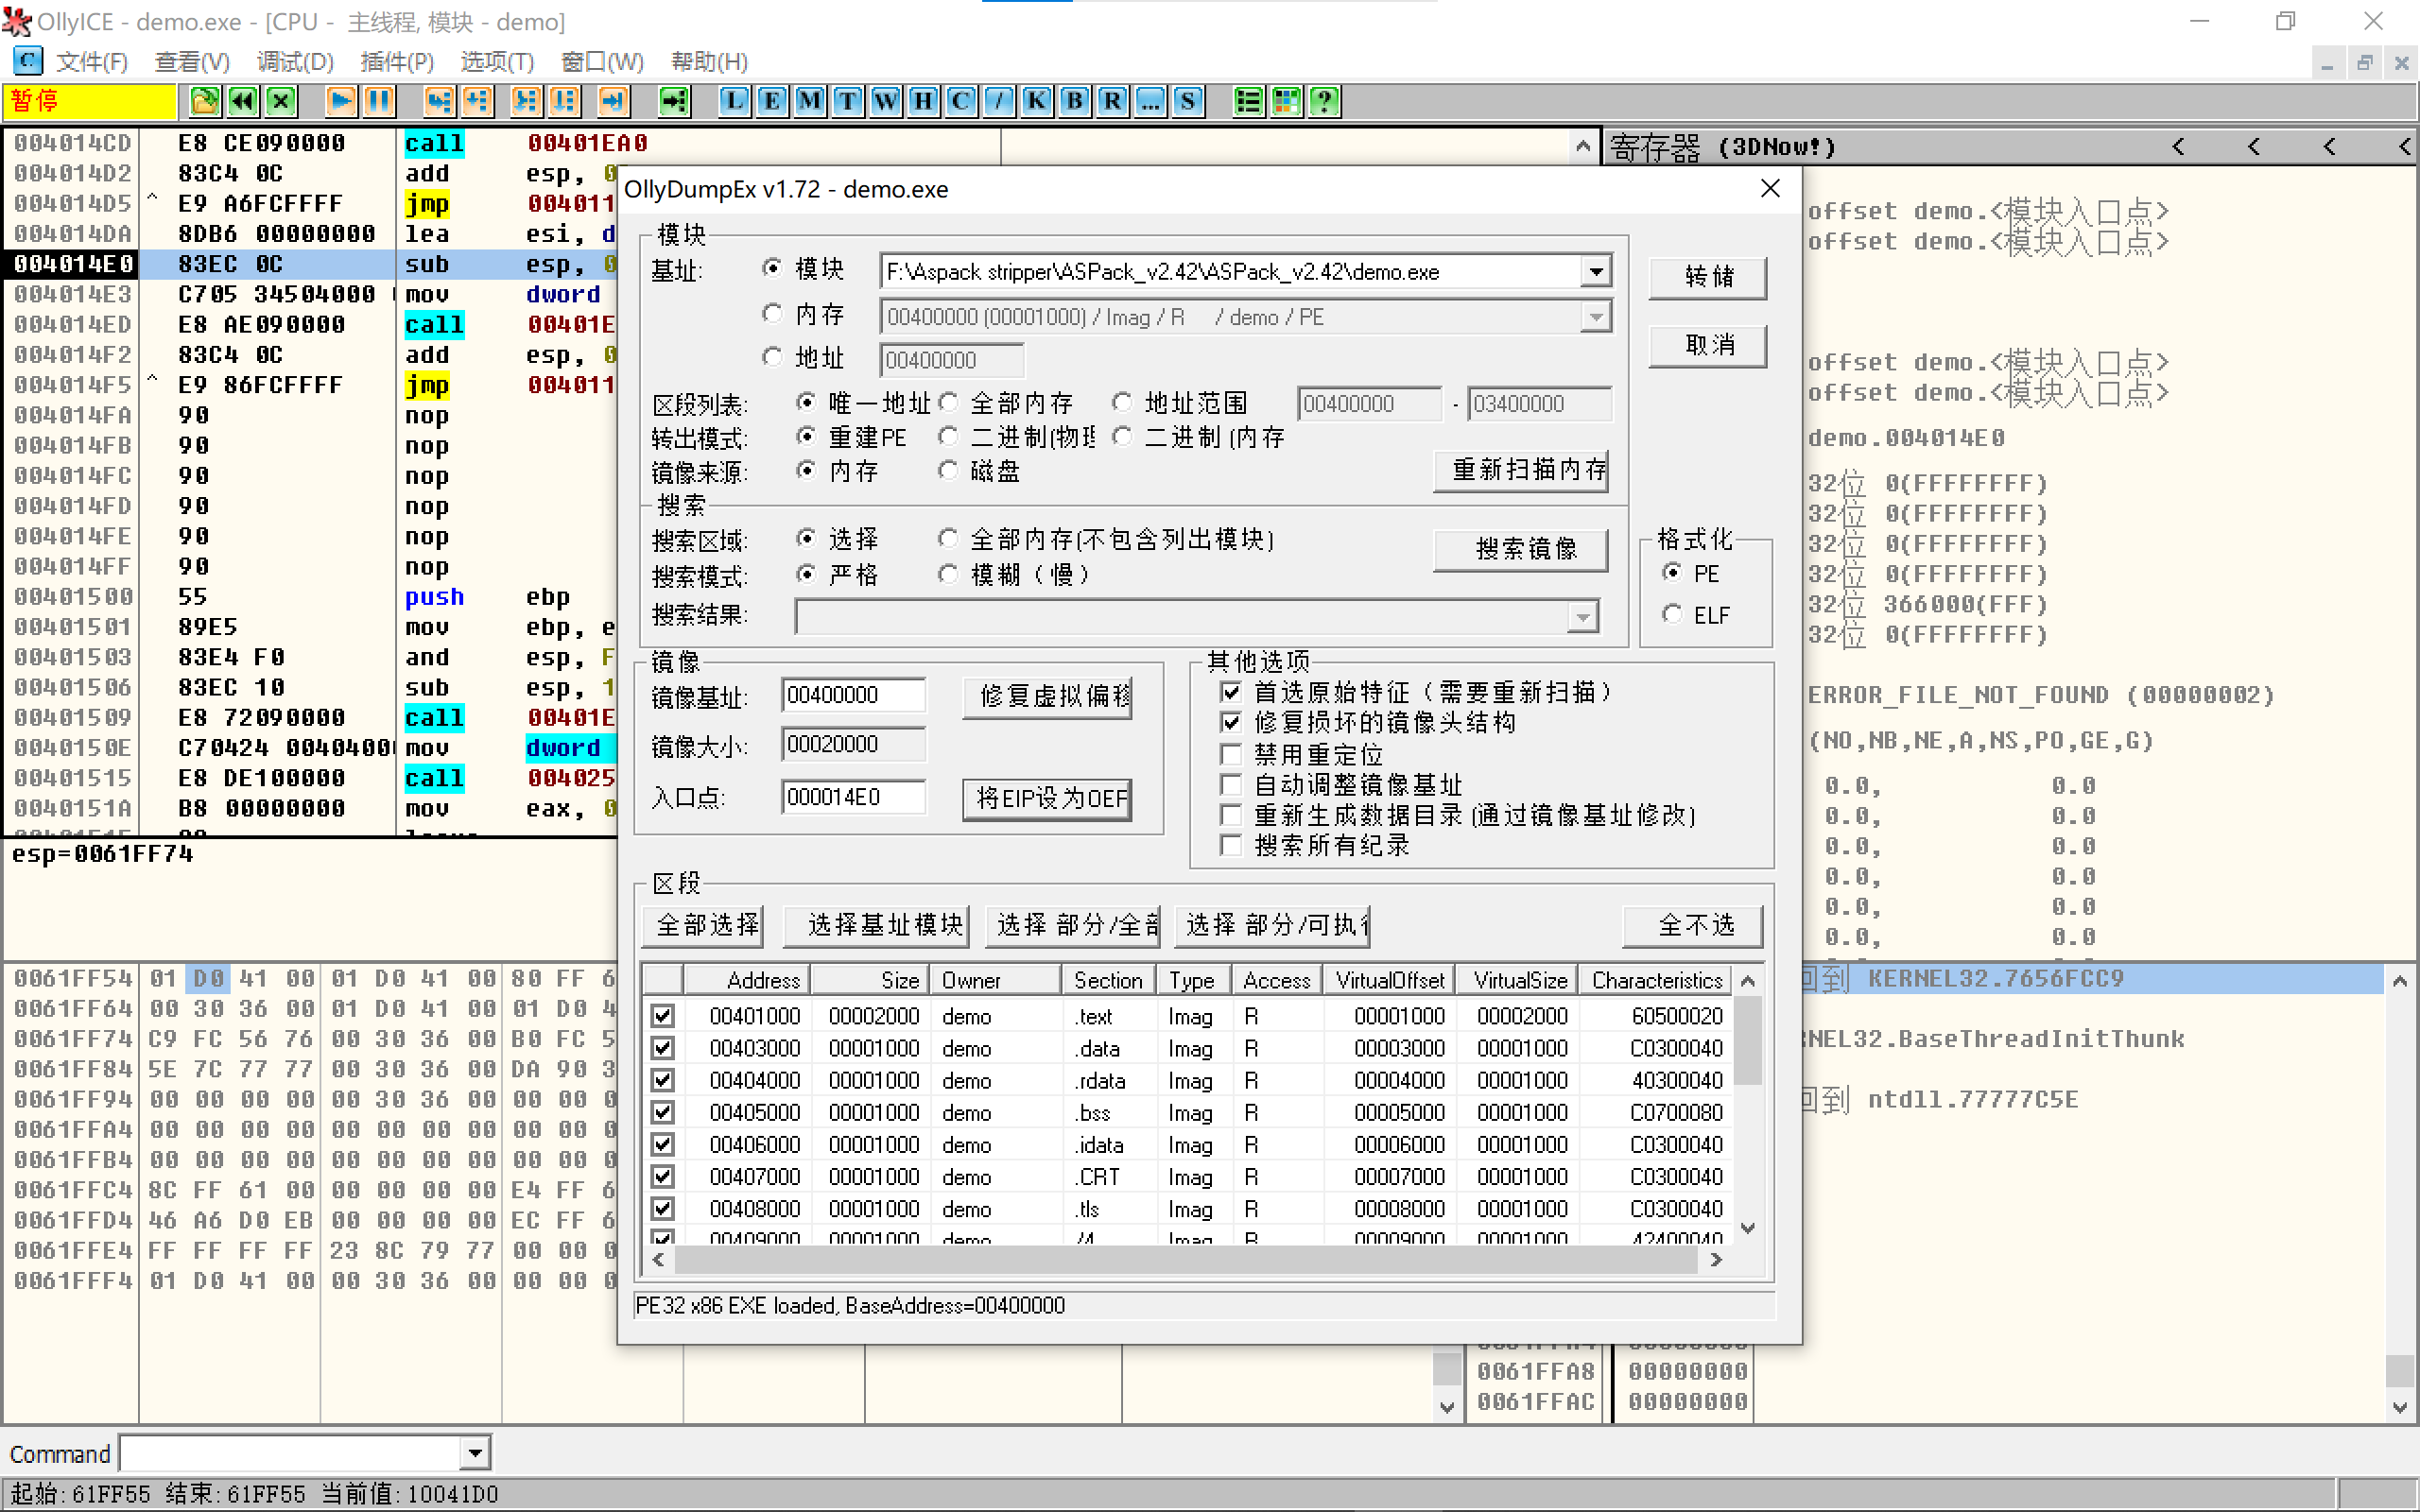 OllyICE - demo.exe - [CPU - 主线程, 模块 - demo]
文件(F) 查看(V) 调试(D) 插件(P) 选项(T) 窗口(W) 帮助(H)
暂停 L E M T W H C / K B R ... S ?
004014CD E8 CE090000 call 00401EA0
004014D2 83C4 0C add esp, 0
004014D5 ^ E9 A6FCFFFF jmp 004011
004014DA 8DB6 00000000 lea esi, d
004014E0 83EC 0C sub esp, 0
004014E3 C705 34504000 mov dword
004014ED E8 AE090000 call 00401E
004014F2 83C4 0C add esp, 0
004014F5 ^ E9 86FCFFFF jmp 004011
004014FA 90 nop
004014FB 90 nop
004014FC 90 nop
004014FD 90 nop
004014FE 90 nop
004014FF 90 nop
00401500 55 push ebp
00401501 89E5 mov ebp, e
00401503 83E4 F0 and esp, F
00401506 83EC 10 sub esp, 1
00401509 E8 72090000 call 00401E
0040150E C70424 0040400 mov dword
00401515 E8 DE100000 call 004025
0040151A B8 00000000 mov eax, 0
esp=0061FF74
0061FF54 01 D0 41 00 01 D0 41 00 80 FF 6
0061FF64 00 30 36 00 01 D0 41 00 01 D0 4
0061FF74 C9 FC 56 76 00 30 36 00 B0 FC 5
0061FF84 5E 7C 77 77 00 30 36 00 DA 90 3
0061FF94 00 00 00 00 00 30 36 00 00 00 0
0061FFA4 00 00 00 00 00 00 00 00 00 00 0
0061FFB4 00 00 00 00 00 00 00 00 00 00 0
0061FFC4 8C FF 61 00 00 00 00 00 E4 FF 6
0061FFD4 46 A6 D0 EB 00 00 00 00 EC FF 6
0061FFE4 FF FF FF FF 23 8C 79 77 00 00 0
0061FFF4 01 D0 41 00 00 30 36 00 00 00 0
OllyDumpEx v1.72 - demo.exe
模块
基址: 模块 F:\Aspack stripper\ASPack_v2.42\ASPack_v2.42\demo.exe 转储
内存 00400000 (00001000) / Imag / R / demo / PE 取消
地址 00400000
区段列表: 唯一地址 全部内存 地址范围 00400000 - 03400000
转出模式: 重建PE 二进制(物理 二进制 (内存
镜像来源: 内存 磁盘 重新扫描内存
搜索
搜索区域: 选择 全部内存(不包含列出模块) 搜索镜像
搜索模式: 严格 模糊（慢）
搜索结果:
格式化
PE
ELF
镜像
镜像基址: 00400000 修复虚拟偏移
镜像大小: 00020000
入口点: 000014E0 将EIP设为OEP
其他选项
首选原始特征（需要重新扫描）
修复损坏的镜像头结构
禁用重定位
自动调整镜像基址
重新生成数据目录 (通过镜像基址修改)
搜索所有纪录
区段
全部选择 选择基址模块 选择 部分/全部 选择 部分/可执行 全不选
Address Size Owner Section Type Access VirtualOffset VirtualSize Characteristics
00401000 00002000 demo .text Imag R 00001000 00002000 60500020
00403000 00001000 demo .data Imag R 00003000 00001000 C0300040
00404000 00001000 demo .rdata Imag R 00004000 00001000 40300040
00405000 00001000 demo .bss Imag R 00005000 00001000 C0700080
00406000 00001000 demo .idata Imag R 00006000 00001000 C0300040
00407000 00001000 demo .CRT Imag R 00007000 00001000 C0300040
00408000 00001000 demo .tls Imag R 00008000 00001000 C0300040
00409000 00001000 demo /4 Imag R 00009000 00001000 42400040
PE32 x86 EXE loaded, BaseAddress=00400000
寄存器 (3DNow!) < < < <
offset demo.<模块入口点>
offset demo.<模块入口点>
offset demo.<模块入口点>
offset demo.<模块入口点>
demo.004014E0
32位 0(FFFFFFFF)
32位 0(FFFFFFFF)
32位 0(FFFFFFFF)
32位 0(FFFFFFFF)
32位 366000(FFF)
32位 0(FFFFFFFF)
ERROR_FILE_NOT_FOUND (00000002)
(NO,NB,NE,A,NS,PO,GE,G)
0.0, 0.0
0.0, 0.0
0.0, 0.0
0.0, 0.0
0.0, 0.0
0.0, 0.0
回到 KERNEL32.7656FCC9
RNEL32.BaseThreadInitThunk
回到 ntdll.77777C5E
0061FFA8 00000000
0061FFAC 00000000
Command
起始: 61FF55 结束: 61FF55 当前值: 10041D0